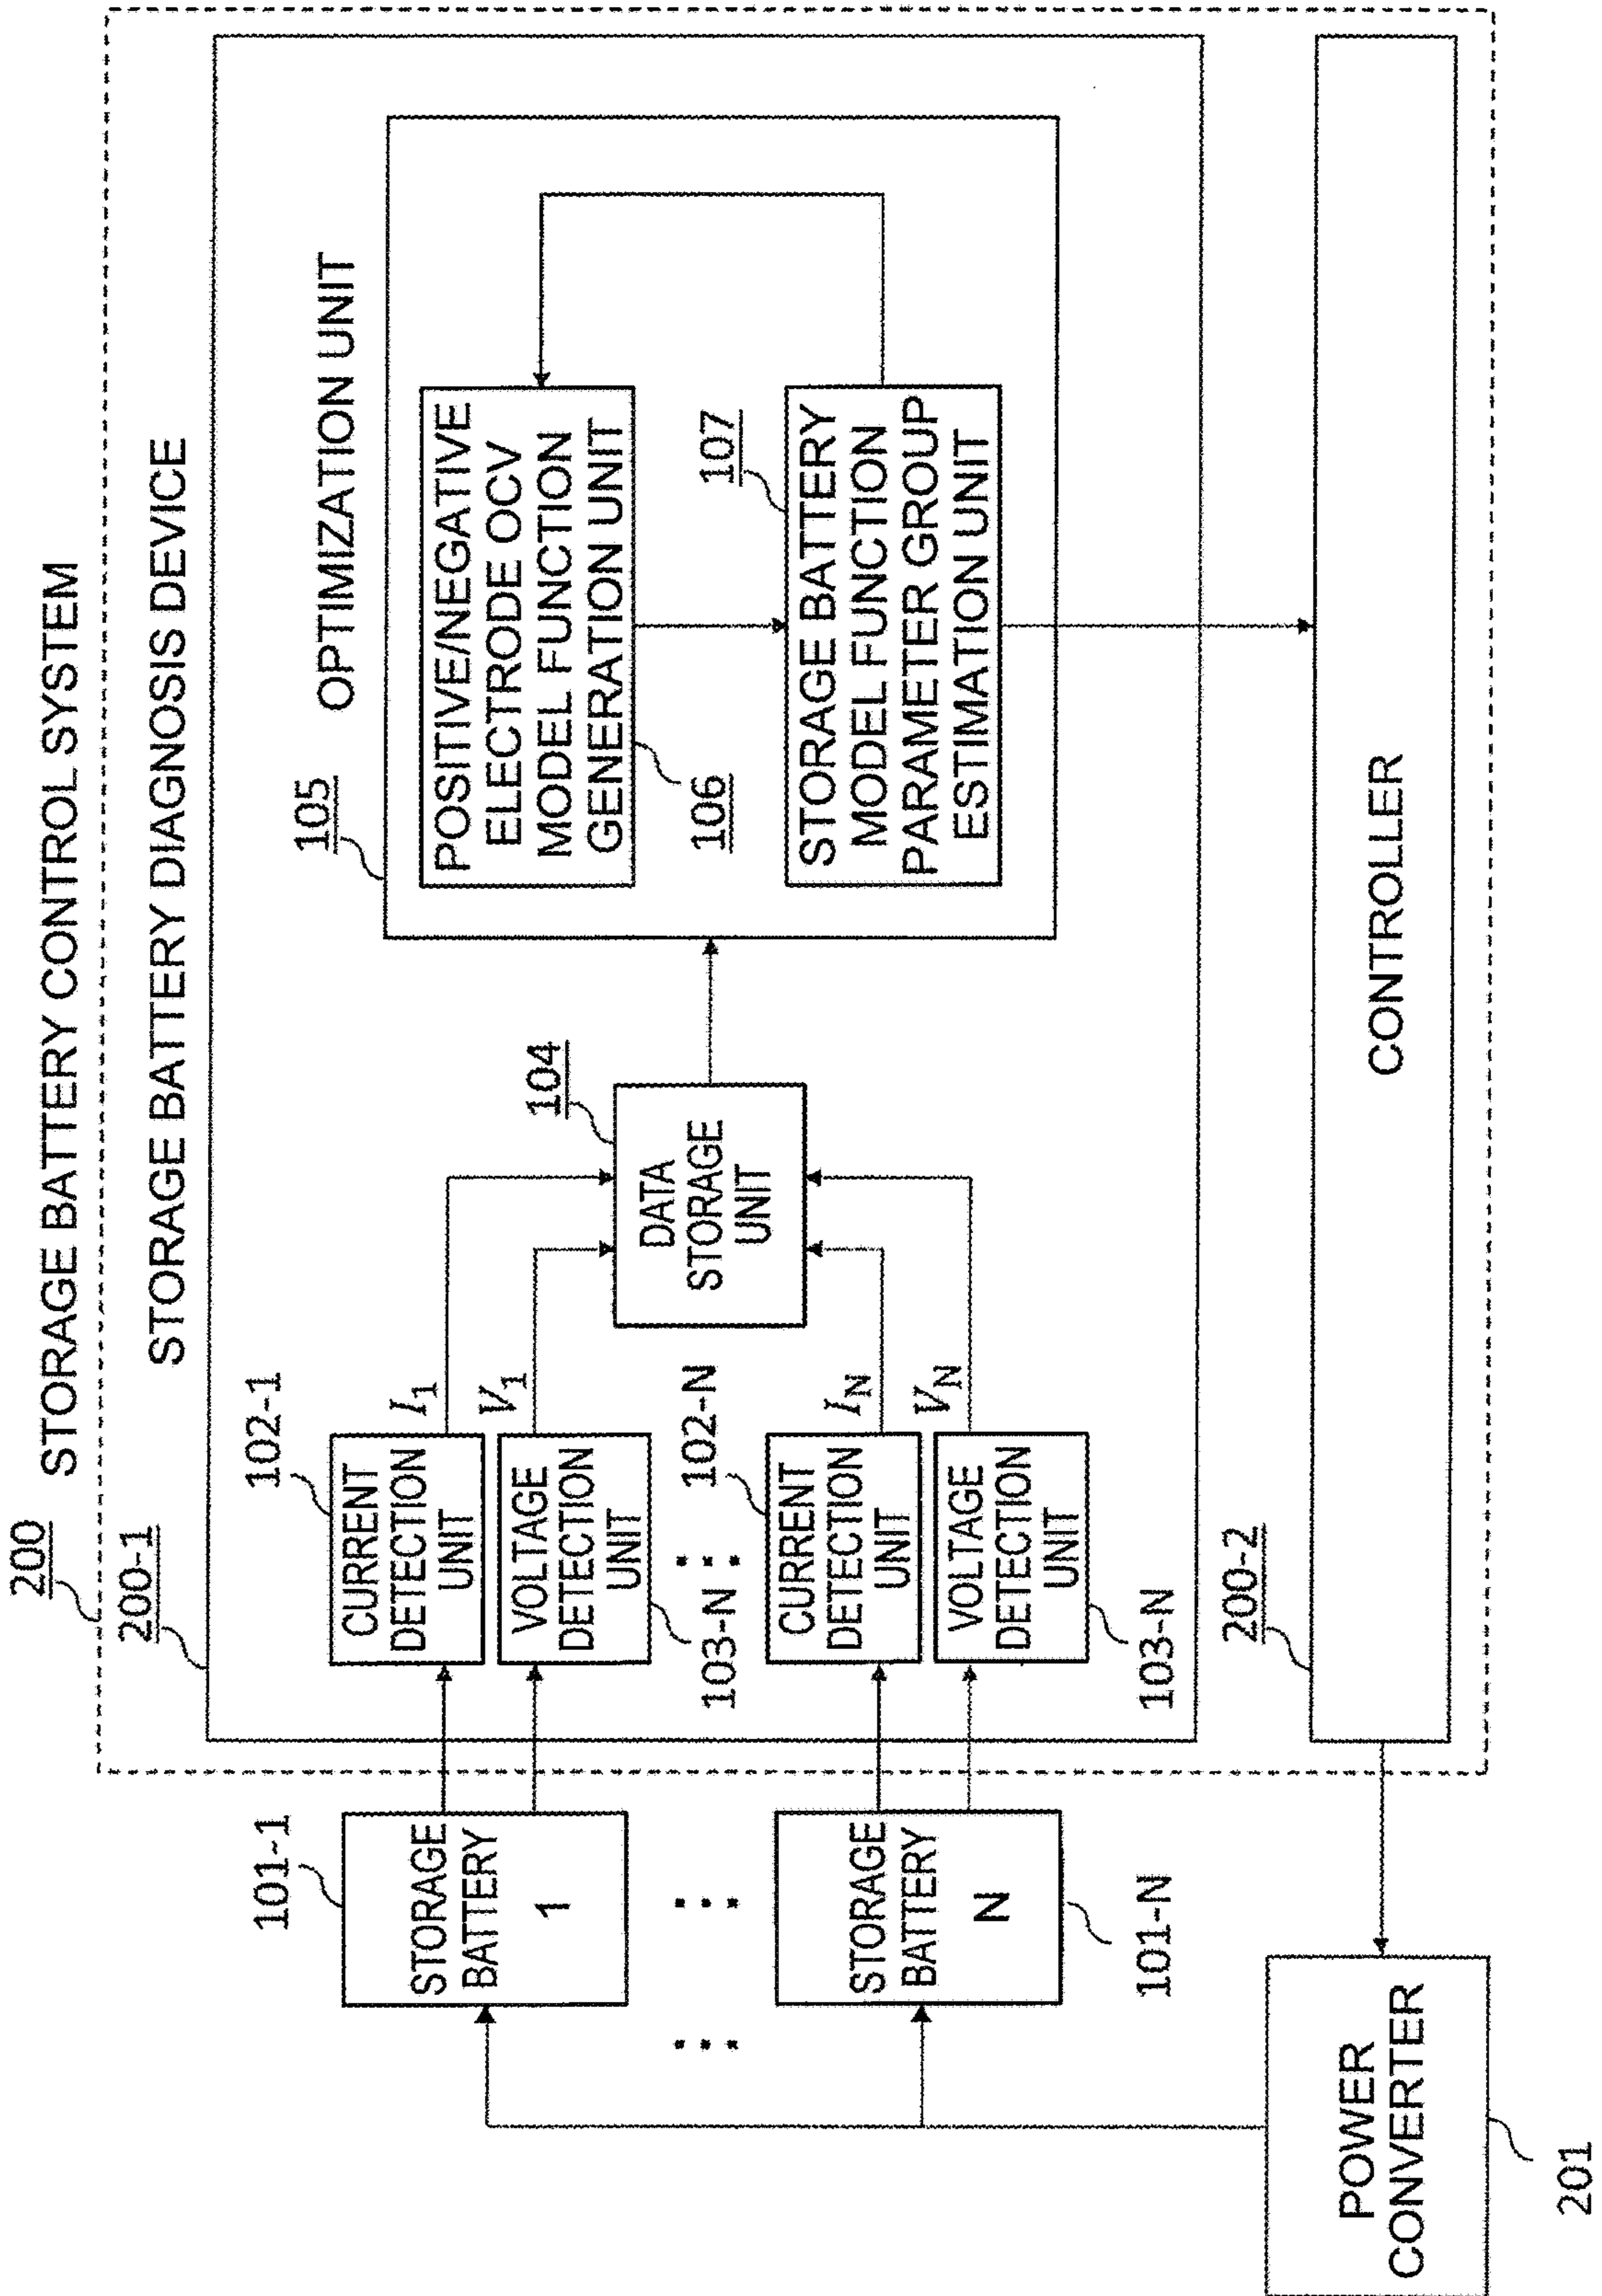 200
STORAGE BATTERY CONTROL SYSTEM
200-1
STORAGE BATTERY DIAGNOSIS DEVICE
101-1
STORAGE
BATTERY
1
102-1
CURRENT
DETECTION
UNIT
I1
VOLTAGE
DETECTION
UNIT
V1
103-N
101-N
STORAGE
BATTERY
N
102-N
CURRENT
DETECTION
UNIT
IN
VOLTAGE
DETECTION
UNIT
VN
103-N
104
DATA
STORAGE
UNIT
105
OPTIMIZATION UNIT
POSITIVE/NEGATIVE
ELECTRODE OCV
MODEL FUNCTION
GENERATION UNIT
106
107
STORAGE BATTERY
MODEL FUNCTION
PARAMETER GROUP
ESTIMATION UNIT
200-2
CONTROLLER
POWER
CONVERTER
201